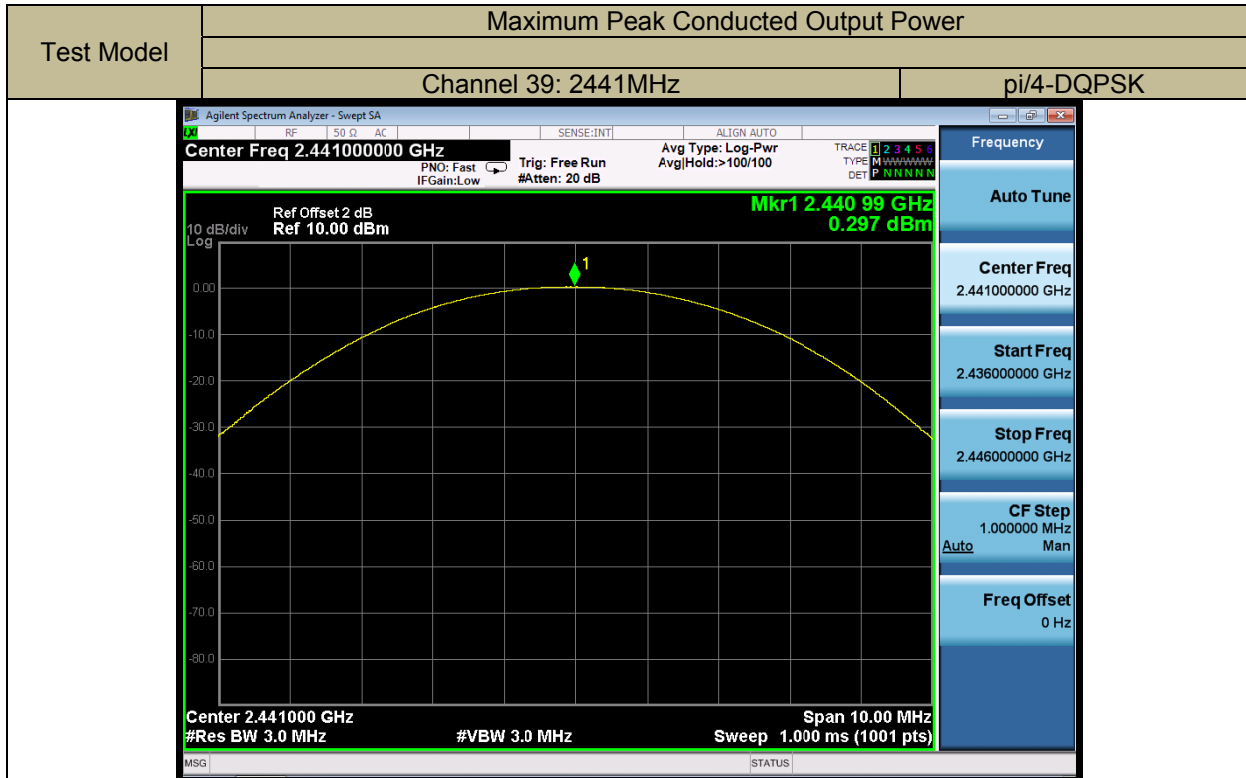 Test Model
Maximum Peak Conducted Output Power
Channel 39: 2441MHz
pi/4-DQPSK
Agilent Spectrum Analyzer - Swept SA
LXI RF 50 Ω AC SENSE:INT ALIGN AUTO
Center Freq 2.441000000 GHz
PNO: Fast
IFGain:Low
Trig: Free Run
#Atten: 20 dB
Avg Type: Log-Pwr
Avg|Hold:>100/100
TRACE 1 2 3 4 5 6
TYPE M WWWWW
DET P N N N N N
Mkr1 2.440 99 GHz
0.297 dBm
Ref Offset 2 dB
10 dB/div Ref 10.00 dBm
Log
1
0.00
-10.0
-20.0
-30.0
-40.0
-50.0
-60.0
-70.0
-80.0
Center 2.441000 GHz
Span 10.00 MHz
#Res BW 3.0 MHz
#VBW 3.0 MHz
Sweep 1.000 ms (1001 pts)
MSG
STATUS
Frequency
Auto Tune
Center Freq
2.441000000 GHz
Start Freq
2.436000000 GHz
Stop Freq
2.446000000 GHz
CF Step
1.000000 MHz
Auto Man
Freq Offset
0 Hz